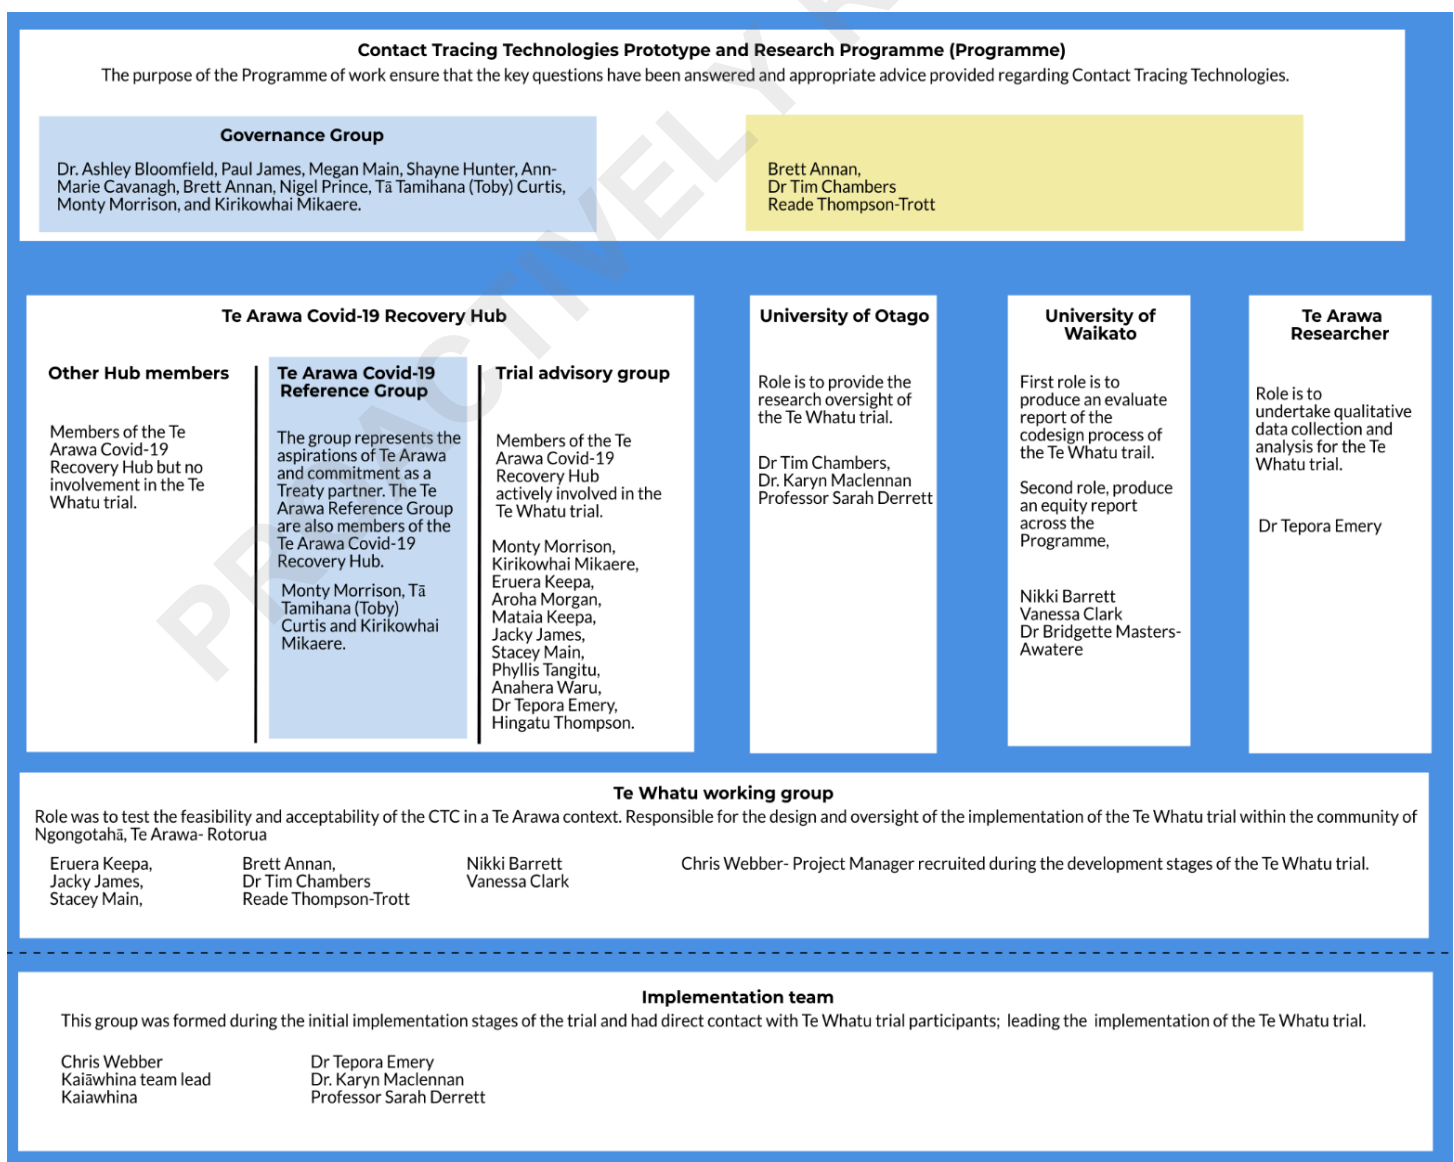 Contact Tracing Technologies Prototype and Research Programme (Programme)
The purpose of the Programme of work ensure that the key questions have been answered and appropriate advice provided regarding Contact Tracing Technologies.
Governance Group
Dr. Ashley Bloomfield, Paul James, Megan Main, Shayne Hunter, Ann-
Marie Cavanagh, Brett Annan, Nigel Prince, Tā Tamihana (Toby) Curtis,
Monty Morrison, and Kirikowhai Mikaere.
Brett Annan,
Dr Tim Chambers
Reade Thompson-Trott
Te Arawa Covid-19 Recovery Hub
Other Hub members
Members of the Te
Arawa Covid-19
Recovery Hub but no
involvement in the Te
Whatu trial.
Te Arawa Covid-19
Reference Group
The group represents the
aspirations of Te Arawa
and commitment as a
Treaty partner. The Te
Arawa Reference Group
are also members of the
Te Arawa Covid-19
Recovery Hub.
Monty Morrison, Tā
Tamihana (Toby)
Curtis and Kirikowhai
Mikaere.
Trial advisory group
Members of the Te
Arawa Covid-19
Recovery Hub
actively involved in the
Te Whatu trial.
Monty Morrison,
Kirikowhai Mikaere,
Eruera Keepa,
Aroha Morgan,
Mataia Keepa,
Jacky James,
Stacey Main,
Phyllis Tangitu,
Anahera Waru,
Dr Tepora Emery,
Hingatu Thompson.
University of Otago
Role is to provide the
research oversight of
the Te Whatu trial.
Dr Tim Chambers,
Dr. Karyn Maclennan
Professor Sarah Derrett
University of
Waikato
First role is to
produce an evaluate
report of the
codesign process of
the Te Whatu trail.
Second role, produce
an equity report
across the
Programme,
Nikki Barrett
Vanessa Clark
Dr Bridgette Masters-
Awatere
Te Arawa
Researcher
Role is to
undertake qualitative
data collection and
analysis for the Te
Whatu trial.
Dr Tepora Emery
Te Whatu working group
Role was to test the feasibility and acceptability of the CTC in a Te Arawa context. Responsible for the design and oversight of the implementation of the Te Whatu trial within the community of
Ngongotahā, Te Arawa- Rotorua
Eruera Keepa,
Jacky James,
Stacey Main,
Brett Annan,
Dr Tim Chambers
Reade Thompson-Trott
Nikki Barrett
Vanessa Clark
Chris Webber- Project Manager recruited during the development stages of the Te Whatu trial.
Implementation team
This group was formed during the initial implementation stages of the trial and had direct contact with Te Whatu trial participants; leading the implementation of the Te Whatu trial.
Chris Webber
Kaiāwhina team lead
Kaiawhina
Dr Tepora Emery
Dr. Karyn Maclennan
Professor Sarah Derrett
PROACTIVELY